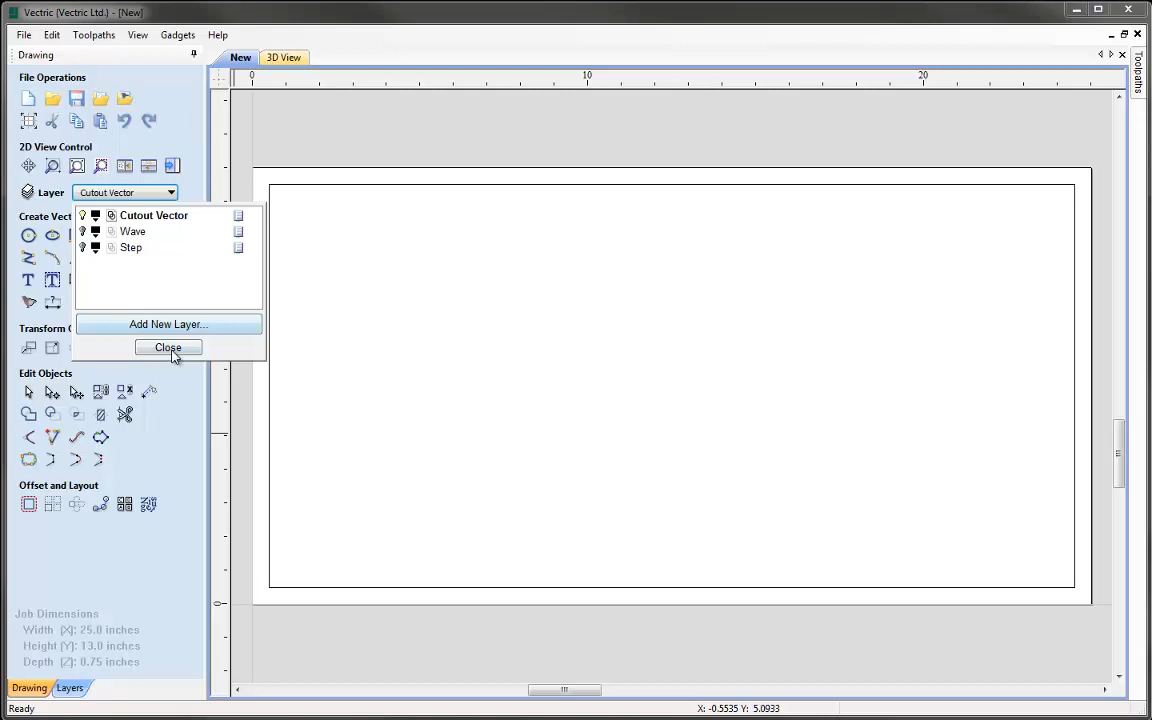 Vectric (Vectric Ltd.) - [New]
File Edit Toolpaths View Gadgets Help
Drawing
New 3D View
Toolpaths
0 10 20
File Operations
2D View Control
Layer Cutout Vector
Create Vect
Cutout Vector
Wave
Step
Add New Layer...
Close
Transform O
Edit Objects
Offset and Layout
0
Job Dimensions
Width (X): 25.0 inches
Height (Y): 13.0 inches
Depth (Z): 0.75 inches
Drawing Layers
Ready X: -0.5535 Y: 5.0933